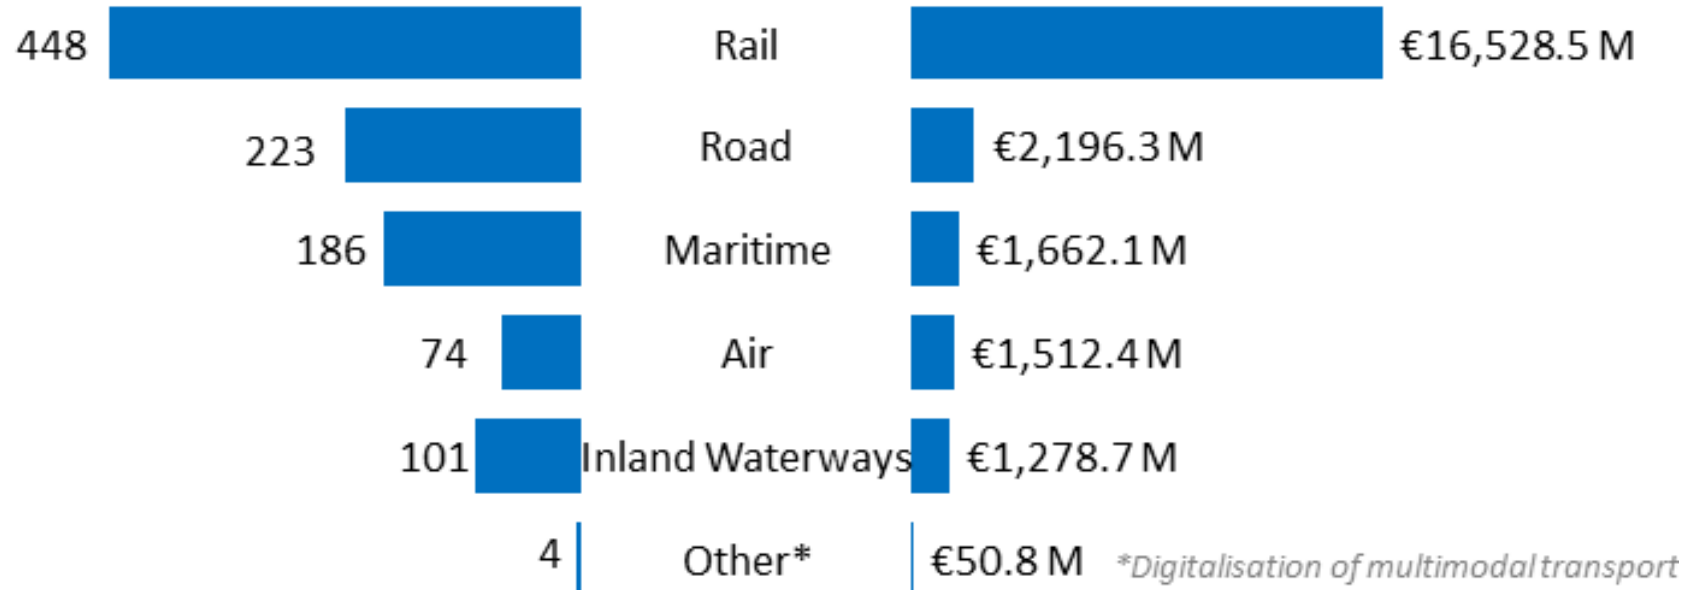 448 Rail €16,528.5 M
223 Road €2,196.3 M
186 Maritime €1,662.1 M
74 Air €1,512.4 M
101 Inland Waterways €1,278.7 M
4 Other* €50.8 M *Digitalisation of multimodal transport